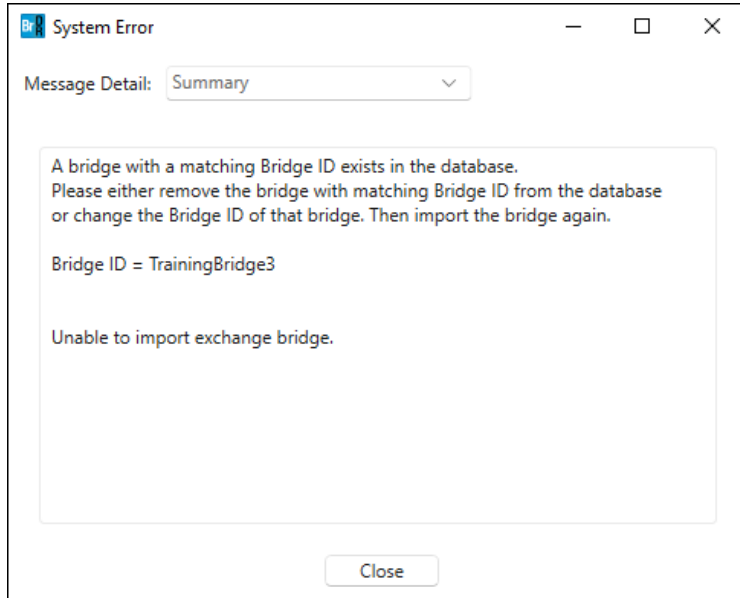 BrDR System Error
Message Detail: Summary
A bridge with a matching Bridge ID exists in the database.
Please either remove the bridge with matching Bridge ID from the database
or change the Bridge ID of that bridge. Then import the bridge again.
Bridge ID = TrainingBridge3
Unable to import exchange bridge.
Close